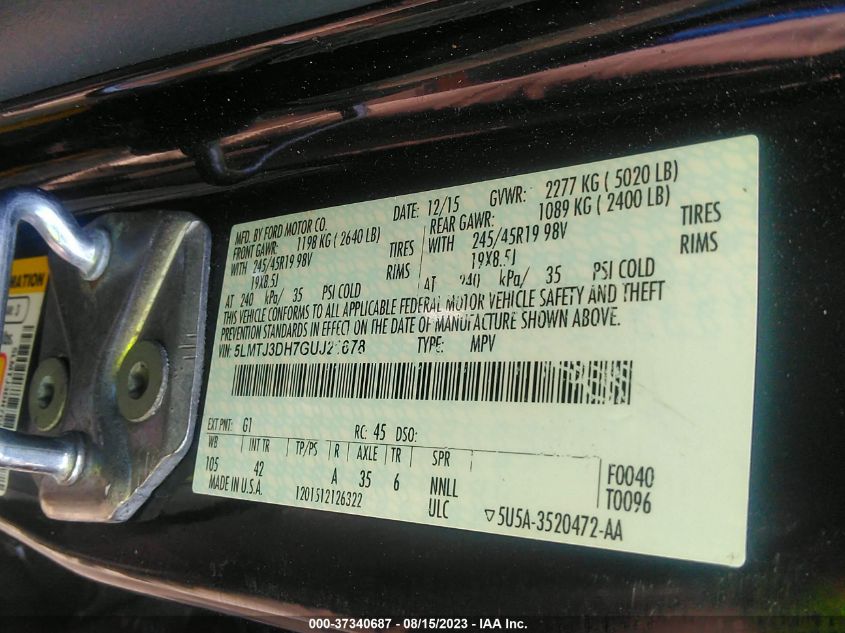 MFD. BY FORD MOTOR CO.
DATE: 12/15 GVWR: 2277 KG ( 5020 LB)
FRONT GAWR: 1198 KG ( 2640 LB) REAR GAWR: 1089 KG ( 2400 LB)
WITH 245/45R19 98V TIRES WITH 245/45R19 98V TIRES
19X8.5J RIMS 19X8.5J RIMS
AT 240 kPa/ 35 PSI COLD AT 240 kPa/ 35 PSI COLD
THIS VEHICLE CONFORMS TO ALL APPLICABLE FEDERAL MOTOR VEHICLE SAFETY AND THEFT
PREVENTION STANDARDS IN EFFECT ON THE DATE OF MANUFACTURE SHOWN ABOVE.
VIN: TYPE: MPV
EXT PNT: G1 RC: 45 DSO:
WB INT TR TP/PS R AXLE TR SPR
105 42 A 35 6 NNLL F0040
MADE IN U.S.A. 1201512126322 ULC T0096
▽5U5A-3520472-AA
000-37340687 - 08/15/2023 - IAA Inc.